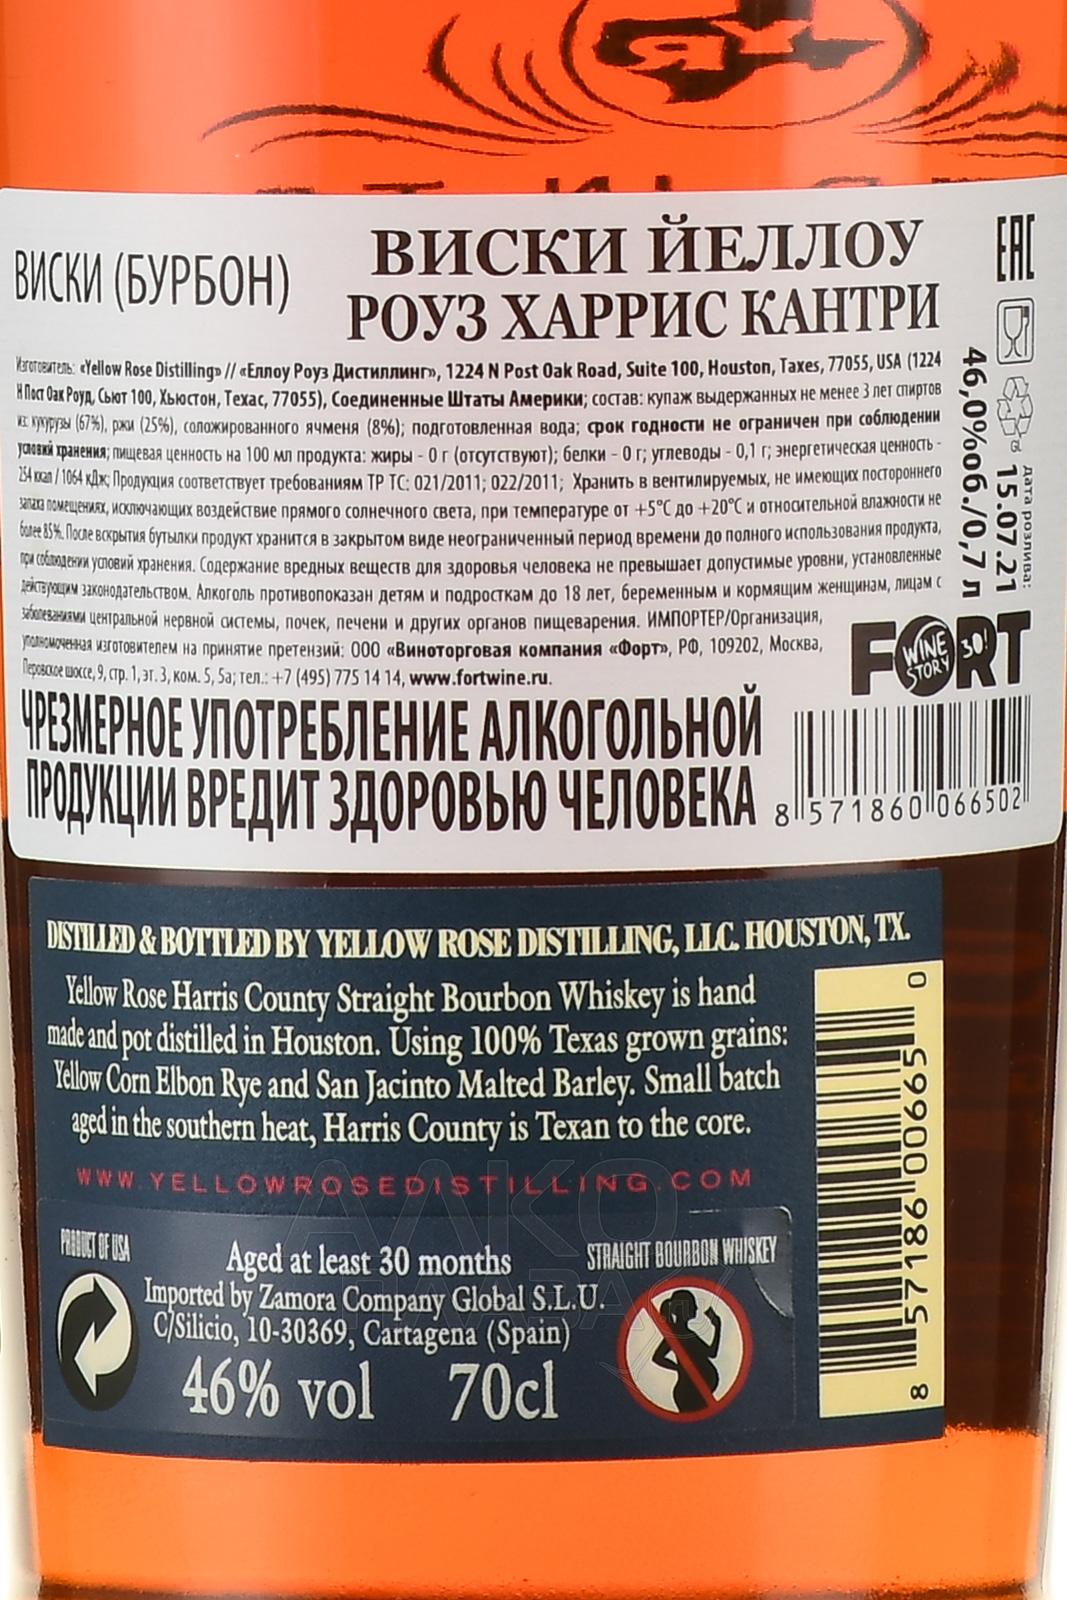 ВИСКИ (БУРБОН)
ВИСКИ ЙЕЛЛОУ
РОУЗ ХАРРИС КАНТРИ
Изготовитель: «Yellow Rose Distilling» // «Еллоу Роуз Дистиллинг», 1224 N Post Oak Road, Suite 100, Houston, Taxes, 77055, USA (1224
Н Пост Оак Роуд, Сьют 100, Хьюстон, Техас, 77055), Соединенные Штаты Америки; состав: купаж выдержанных не менее 3 лет спиртов
из: кукурузы (67%), ржи (25%), соложированного ячменя (8%); подготовленная вода; срок годности не ограничен при соблюдении
условий хранения; пищевая ценность на 100 мл продукта: жиры - 0 г (отсутствуют); белки - 0 г; углеводы - 0,1 г; энергетическая ценность -
254 ккал / 1064 кДж; Продукция соответствует требованиям ТР ТС: 021/2011; 022/2011; Хранить в вентилируемых, не имеющих постороннего
запаха помещениях, исключающих воздействие прямого солнечного света, при температуре от +5°С до +20°С и относительной влажности не
более 85%. После вскрытия бутылки продукт хранится в закрытом виде неограниченный период времени до полного использования продукта,
при соблюдении условий хранения. Содержание вредных веществ для здоровья человека не превышает допустимые уровни, установленные
действующим законодательством. Алкоголь противопоказан детям и подросткам до 18 лет, беременным и кормящим женщинам, лицам с
заболеваниями центральной нервной системы, почек, печени и других органов пищеварения. ИМПОРТЕР/Организация,
уполномоченная изготовителем на принятие претензий: ООО «Виноторговая компания «Форт», РФ, 109202, Москва,
Перовское шоссе, 9, стр. 1, эт. 3, ком. 5, 5а; тел.: +7 (495) 775 14 14, www.fortwine.ru.
ЧРЕЗМЕРНОЕ УПОТРЕБЛЕНИЕ АЛКОГОЛЬНОЙ
ПРОДУКЦИИ ВРЕДИТ ЗДОРОВЬЮ ЧЕЛОВЕКА
EAC
GL
46,0%об./0,7 л
дата розлива:
15.07.21
FORT
WINE
STORY
30!
8 571860 066502
DISTILLED & BOTTLED BY YELLOW ROSE DISTILLING, LLC. HOUSTON, TX.
Yellow Rose Harris County Straight Bourbon Whiskey is hand
made and pot distilled in Houston. Using 100% Texas grown grains:
Yellow Corn Elbon Rye and San Jacinto Malted Barley. Small batch
aged in the southern heat, Harris County is Texan to the core.
WWW.YELLOWROSEDISTILLING.COM
PRODUCT OF USA
Aged at least 30 months
Imported by Zamora Company Global S.L.U.
C/Silicio, 10-30369, Cartagena (Spain)
46% vol 70cl
STRAIGHT BOURBON WHISKEY
8 57186 00665 0